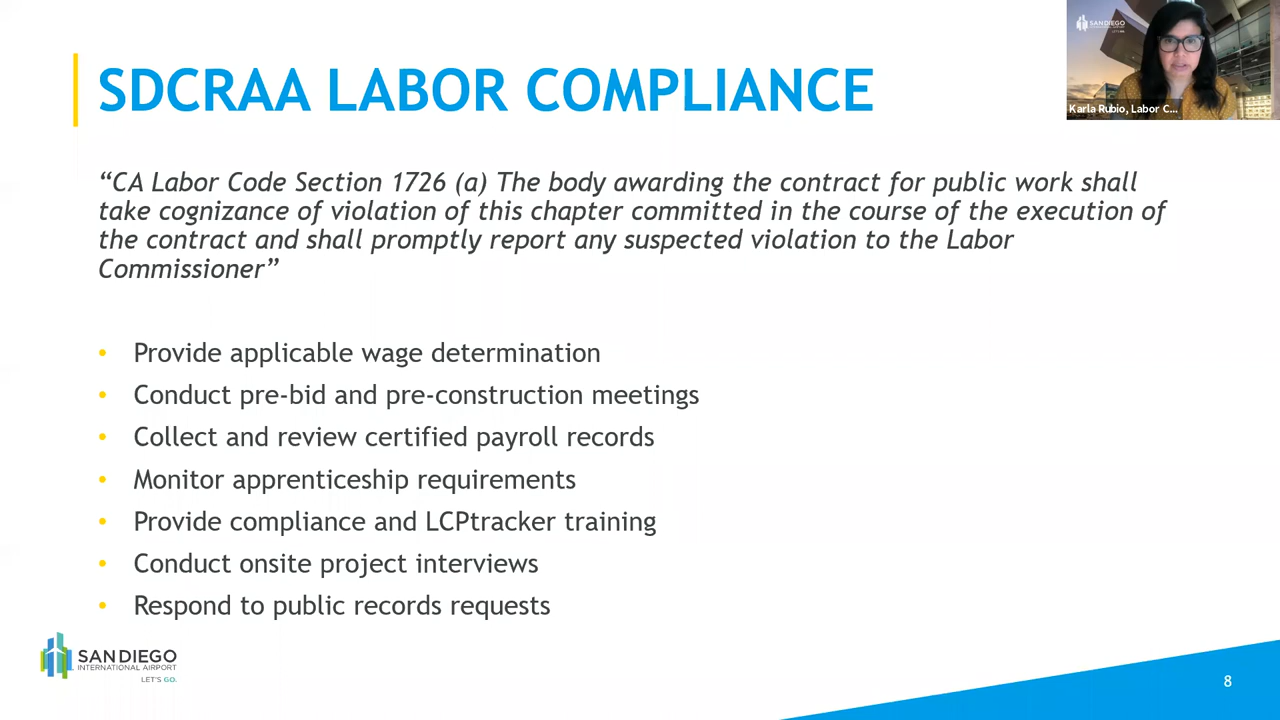 SDCRAA LABOR COMPLIANCE
SAN DIEGO
Karla Rubio, Labor C...
“CA Labor Code Section 1726 (a) The body awarding the contract for public work shall
take cognizance of violation of this chapter committed in the course of the execution of
the contract and shall promptly report any suspected violation to the Labor
Commissioner”
• Provide applicable wage determination
• Conduct pre-bid and pre-construction meetings
• Collect and review certified payroll records
• Monitor apprenticeship requirements
• Provide compliance and LCPtracker training
• Conduct onsite project interviews
• Respond to public records requests
SAN DIEGO
INTERNATIONAL AIRPORT
LET'S GO.
8